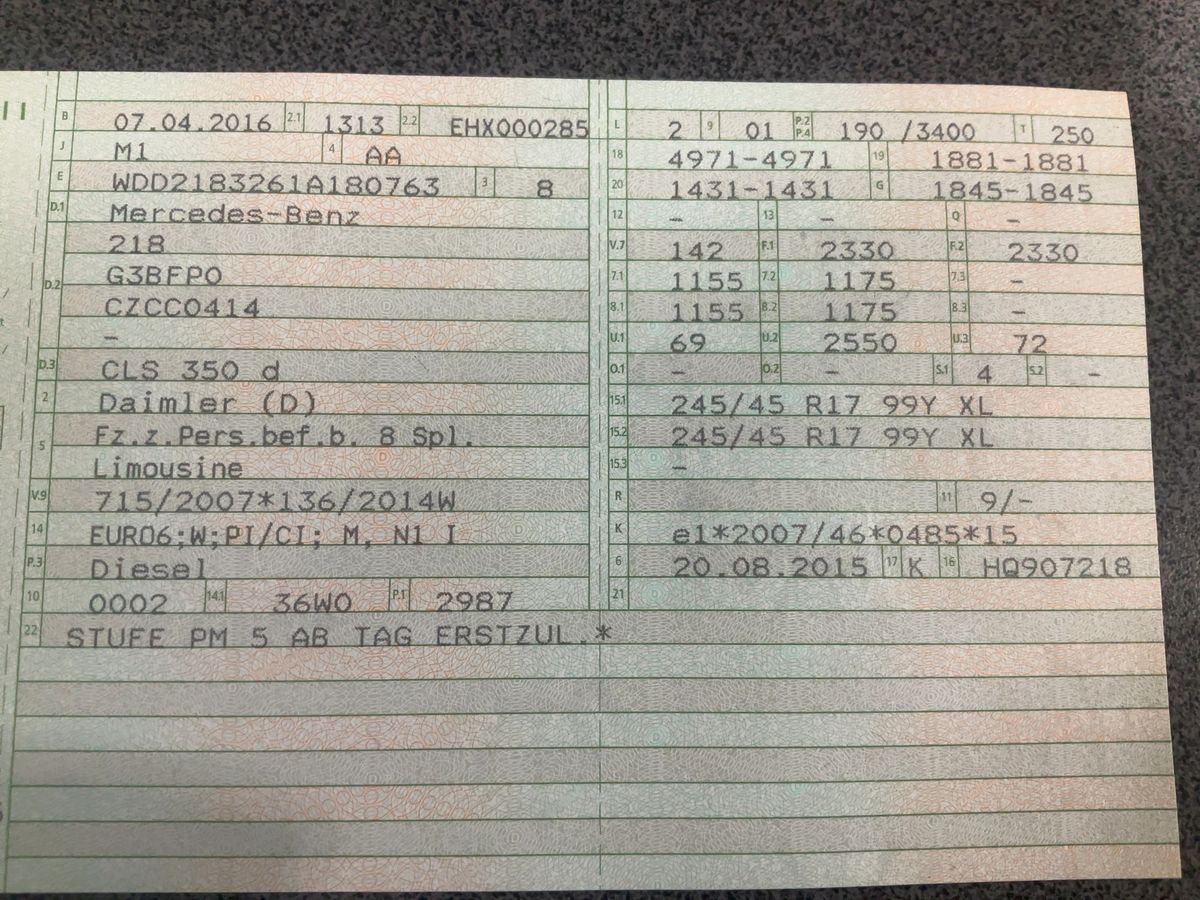 B 07.04.2016 2.1 1313 2.2 EHX000285
J M1 4 AA
E WDD2183261A180763 3 8
D.1 Mercedes-Benz
218
D.2 G3BFP0
CZCC0414
–
D.3 CLS 350 d
2 Daimler (D)
5 Fz.z.Pers.bef.b. 8 Spl.
Limousine
V.9 715/2007*136/2014W
14 EURO6;W;PI/CI; M, N1 I
P.3 Diesel
10 0002 14.1 36W0 P.1 2987
L 2 9 01 P.2 P.4 190 /3400 T 250
18 4971-4971 19 1881-1881
20 1431-1431 G 1845-1845
12 – 13 – Q –
V.7 142 F.1 2330 F.2 2330
7.1 1155 7.2 1175 7.3 –
8.1 1155 8.2 1175 8.3 –
U.1 69 U.2 2550 U.3 72
O.1 – O.2 – S.1 4 S.2 –
15.1 245/45 R17 99Y XL
15.2 245/45 R17 99Y XL
15.3 –
R 11 9/-
K e1*2007/46*0485*15
6 20.08.2015 17 K 16 HQ907218
21
22 STUFE PM 5 AB TAG ERSTZUL.*